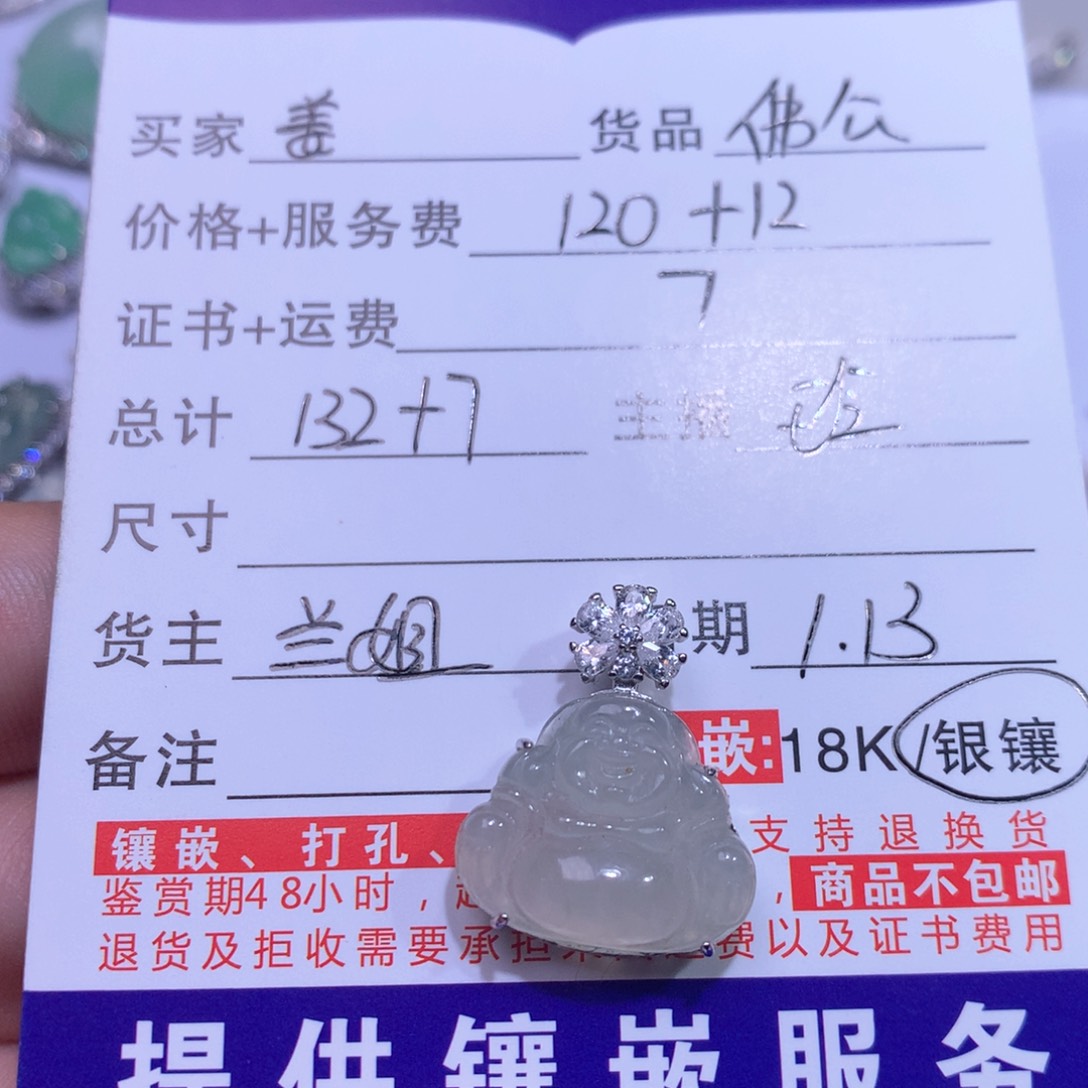 买家 姜 货品 佛公
价格+服务费 120+12
证书+运费 7
总计 132+7 主播
尺寸
货主 兰姐 期 1.13
备注 嵌:18K/银镶
镶嵌、打孔、 支持退换货
鉴赏期48小时, ,商品不包邮
退货及拒收需要承担来 费以及证书费用
提供镶嵌服务